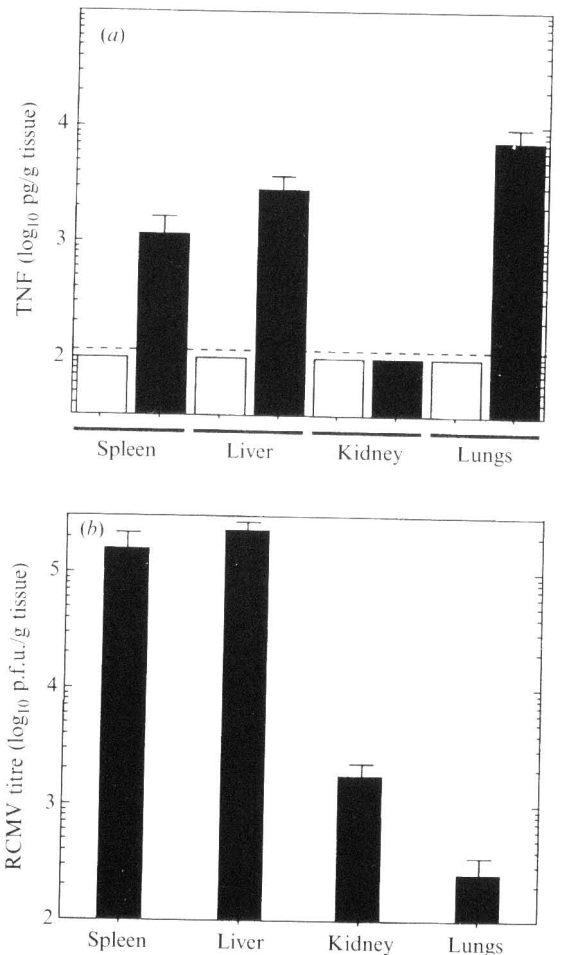 (a)
TNF (log10 pg/g tissue)
4
3
2
Spleen Liver Kidney Lungs
(b)
RCMV titre (log10 p.f.u./g tissue)
5
4
3
2
Spleen Liver Kidney Lungs